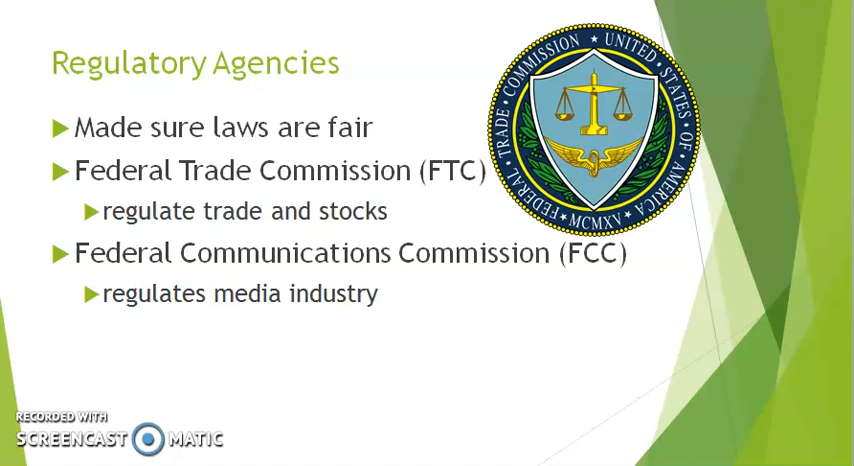 Regulatory Agencies
Made sure laws are fair
Federal Trade Commission (FTC)
regulate trade and stocks
Federal Communications Commission (FCC)
regulates media industry
FEDERAL TRADE COMMISSION ★ UNITED STATES OF AMERICA
★ MCMXV ★
RECORDED WITH
SCREENCAST MATIC